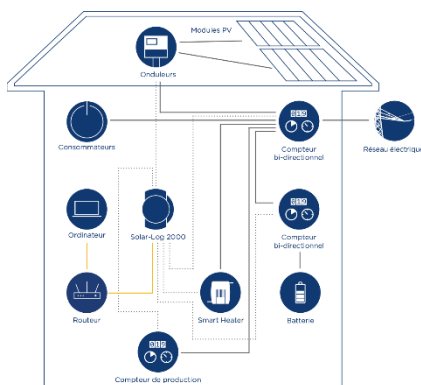 Modules PV
Onduleurs
Consommateurs
Compteur
bi-directionnel
Réseau électrique
Ordinateur
Solar-Log 2000
Compteur
bi-directionnel
Routeur
Smart Heater
Batterie
Compteur de production